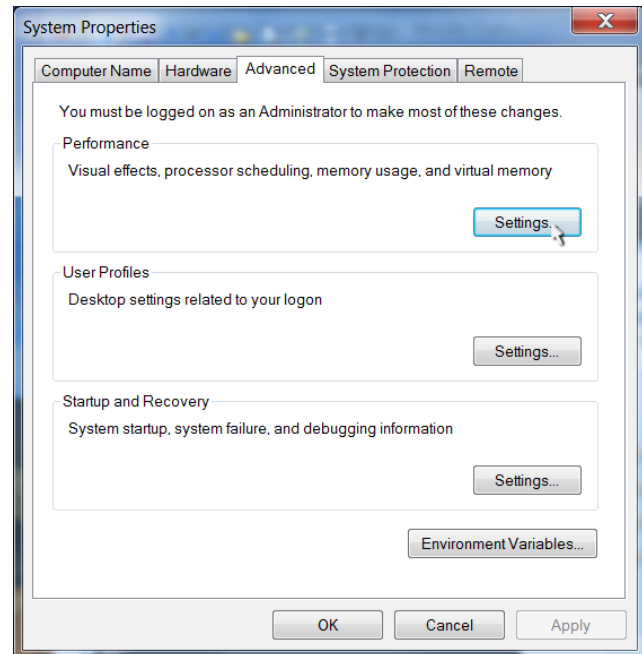 System Properties
Computer Name Hardware Advanced System Protection Remote
You must be logged on as an Administrator to make most of these changes.
Performance
Visual effects, processor scheduling, memory usage, and virtual memory
Settings...
User Profiles
Desktop settings related to your logon
Settings...
Startup and Recovery
System startup, system failure, and debugging information
Settings...
Environment Variables...
OK Cancel Apply